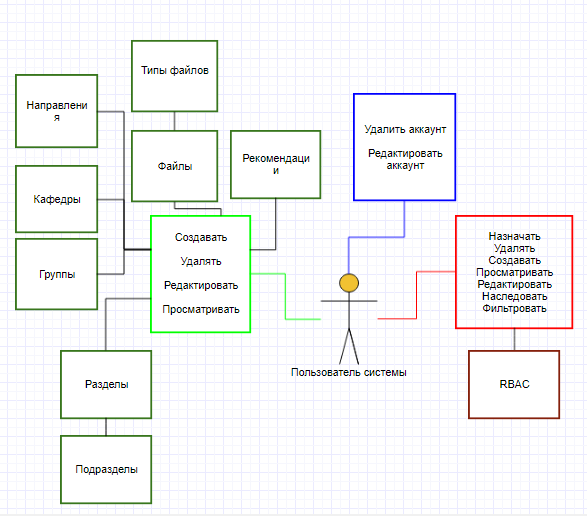 Типы файлов
Направлени
я
Удалить аккаунт
Редактировать
аккаунт
Файлы
Рекомендаци
и
Кафедры
Создавать
Удалять
Редактировать
Просматривать
Назначать
Удалять
Создавать
Просматривать
Редактировать
Наследовать
Фильтровать
Группы
Пользователь системы
Разделы
RBAC
Подразделы